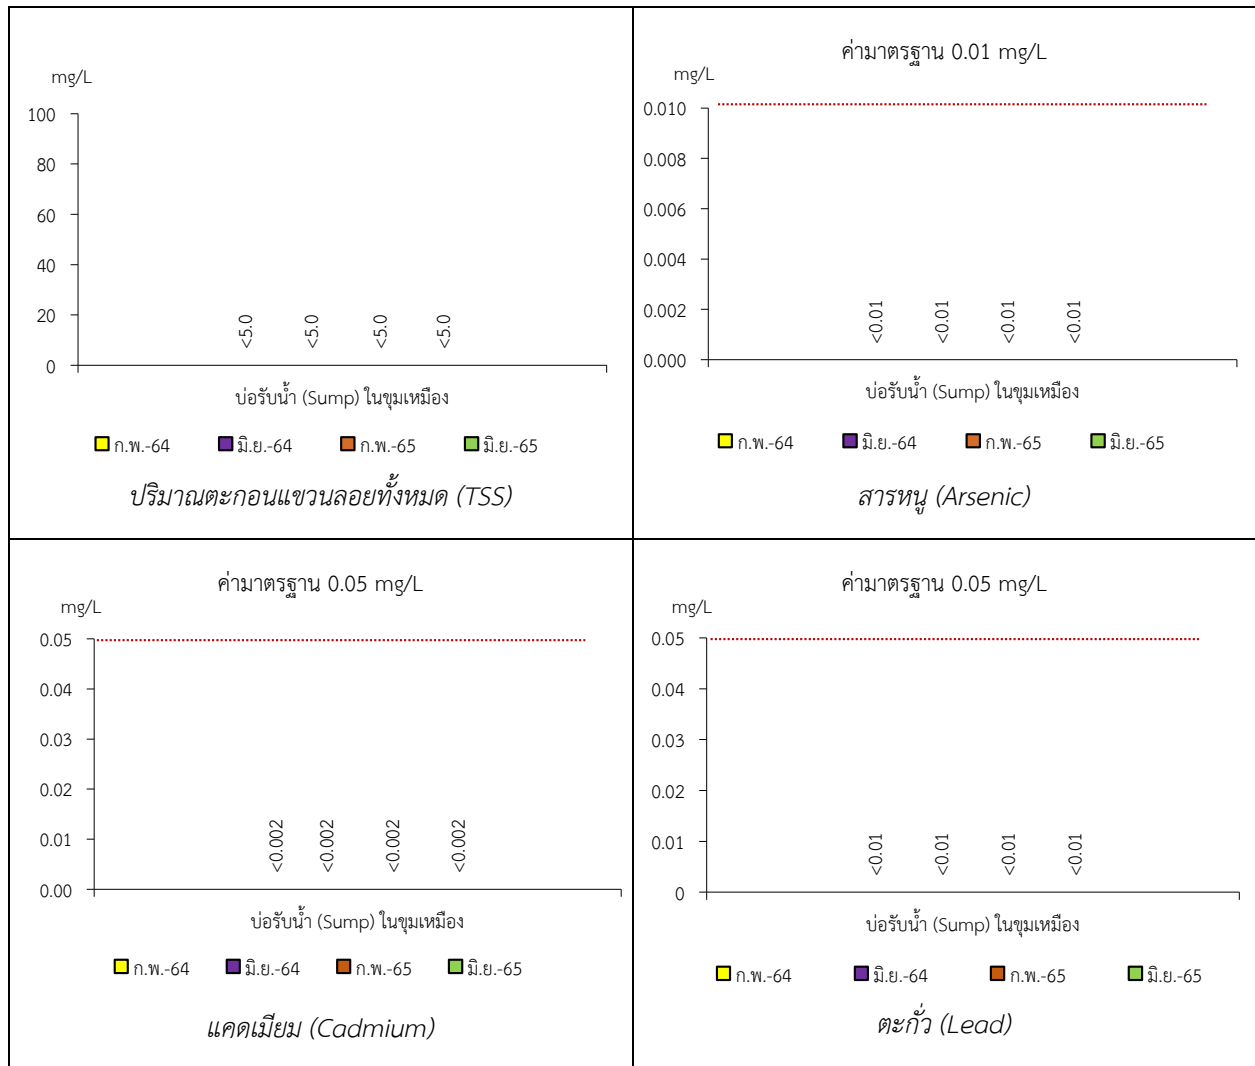 mg/L
100
80
60
40
20
0
<5.0
<5.0
<5.0
<5.0
บ่อรับน้ำ (Sump) ในขุมเหมือง
ก.พ.-64 มิ.ย.-64 ก.พ.-65 มิ.ย.-65
ปริมาณตะกอนแขวนลอยทั้งหมด (TSS)
ค่ามาตรฐาน 0.01 mg/L
mg/L
0.010
0.008
0.006
0.004
0.002
0.000
<0.01
<0.01
<0.01
<0.01
บ่อรับน้ำ (Sump) ในขุมเหมือง
ก.พ.-64 มิ.ย.-64 ก.พ.-65 มิ.ย.-65
สารหนู (Arsenic)
ค่ามาตรฐาน 0.05 mg/L
mg/L
0.05
0.04
0.03
0.02
0.01
0.00
<0.002
<0.002
<0.002
<0.002
บ่อรับน้ำ (Sump) ในขุมเหมือง
ก.พ.-64 มิ.ย.-64 ก.พ.-65 มิ.ย.-65
แคดเมียม (Cadmium)
ค่ามาตรฐาน 0.05 mg/L
mg/L
0.05
0.04
0.03
0.02
0.01
0
<0.01
<0.01
<0.01
<0.01
บ่อรับน้ำ (Sump) ในขุมเหมือง
ก.พ.-64 มิ.ย.-64 ก.พ.-65 มิ.ย.-65
ตะกั่ว (Lead)